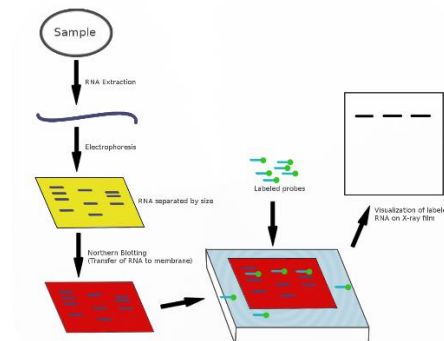 Sample
RNA Extraction
Electrophoresis
RNA separated by size
Northern Blotting
(Transfer of RNA to membrane)
Labeled probes
Visualization of labele
RNA on X-ray film